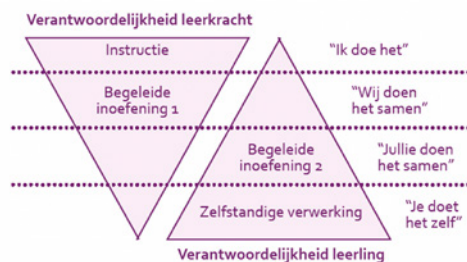 Verantwoordelijkheid leerkracht
Instructie
"Ik doe het"
Begeleide
inoefening 1
"Wij doen
het samen"
Begeleide
inoefening 2
"Jullie doen
het samen"
Zelfstandige verwerking
"Je doet
het zelf"
Verantwoordelijkheid leerling